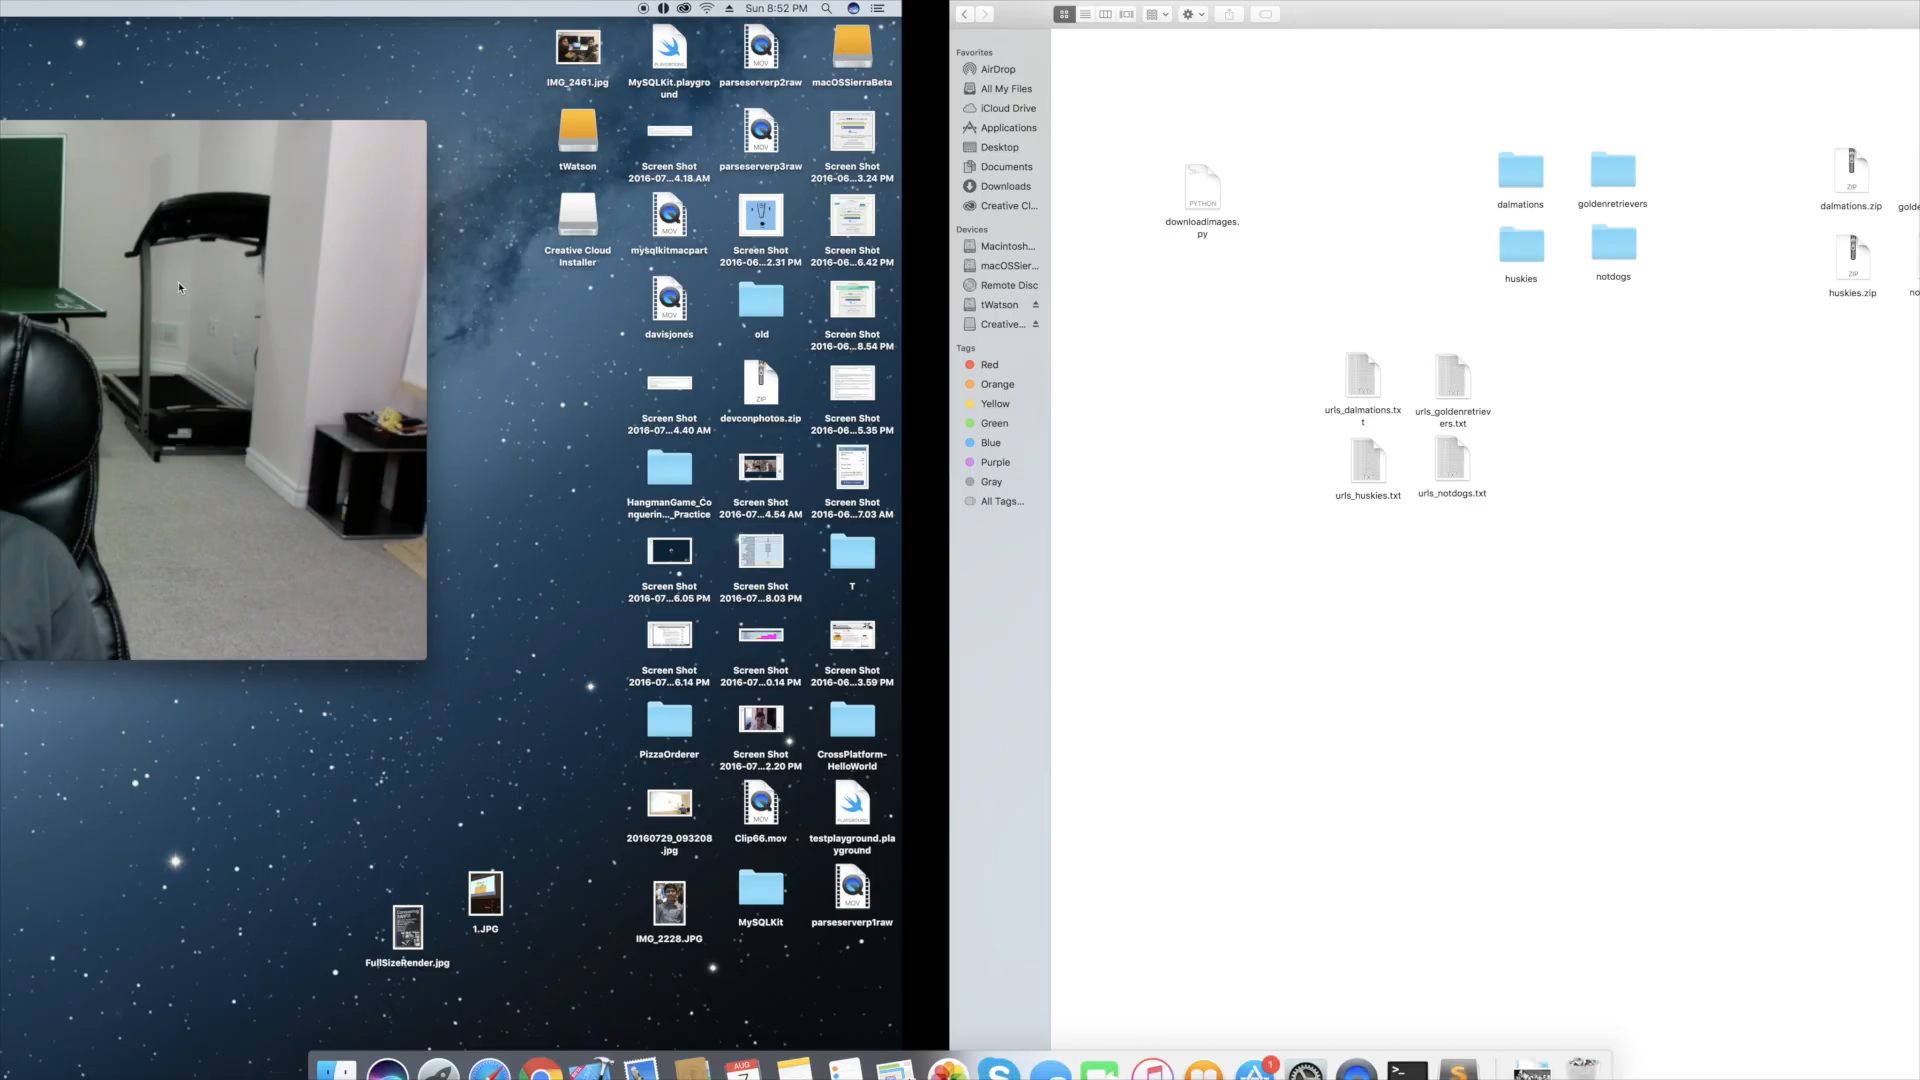 Sun 8:52 PM
IMG_2461.jpg
MySQLKit.playgro
und
parseserverp2raw
macOSSierraBeta
tWatson
Screen Shot
2016-07...4.18 AM
parseserverp3raw
Screen Shot
2016-06...3.24 PM
Creative Cloud
Installer
mysqlkitmacpart
Screen Shot
2016-06...2.31 PM
Screen Shot
2016-06...6.42 PM
davisjones
old
Screen Shot
2016-06...8.54 PM
Screen Shot
2016-07...4.40 AM
ZIP
devconphotos.zip
Screen Shot
2016-06...5.35 PM
HangmanGame_Co
nquerin..._Practice
Screen Shot
2016-07...4.54 AM
Screen Shot
2016-06...7.03 AM
Screen Shot
2016-07...6.05 PM
Screen Shot
2016-07...8.03 PM
T
Screen Shot
2016-07...6.14 PM
Screen Shot
2016-07...0.14 PM
Screen Shot
2016-06...3.59 PM
PizzaOrderer
Screen Shot
2016-07...2.20 PM
CrossPlatform-
HelloWorld
20160729_093208
.jpg
Clip66.mov
testplayground.pla
yground
FullSizeRender.jpg
1.JPG
IMG_2228.JPG
MySQLKit
parseserverp1raw
Favorites
AirDrop
All My Files
iCloud Drive
Applications
Desktop
Documents
Downloads
Creative Cl...
Devices
Macintosh...
macOSSier...
Remote Disc
tWatson
Creative...
Tags
Red
Orange
Yellow
Green
Blue
Purple
Gray
All Tags...
PYTHON
downloadimages.
py
dalmations
goldenretrievers
huskies
notdogs
ZIP
dalmations.zip
golde
ZIP
huskies.zip
no
urls_dalmations.tx
t
urls_goldenretriev
ers.txt
urls_huskies.txt
urls_notdogs.txt
AUG
1